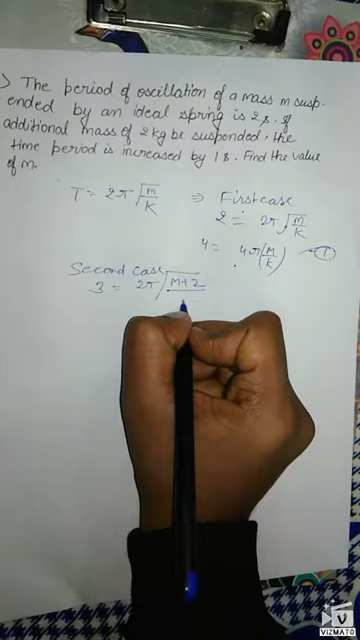 ) The period of oscillation of a mass m susp-
ended by an ideal spring is 2s. If
additional mass of 2kg be suspended, the
time period is increased by 1s. Find the value
of m.
T = 2π √m/K ⇒ First case
2 = 2π √m/K
4 = 4π(m/K) — ①
Second case
3 = 2π √m+2
V
VIZMATO